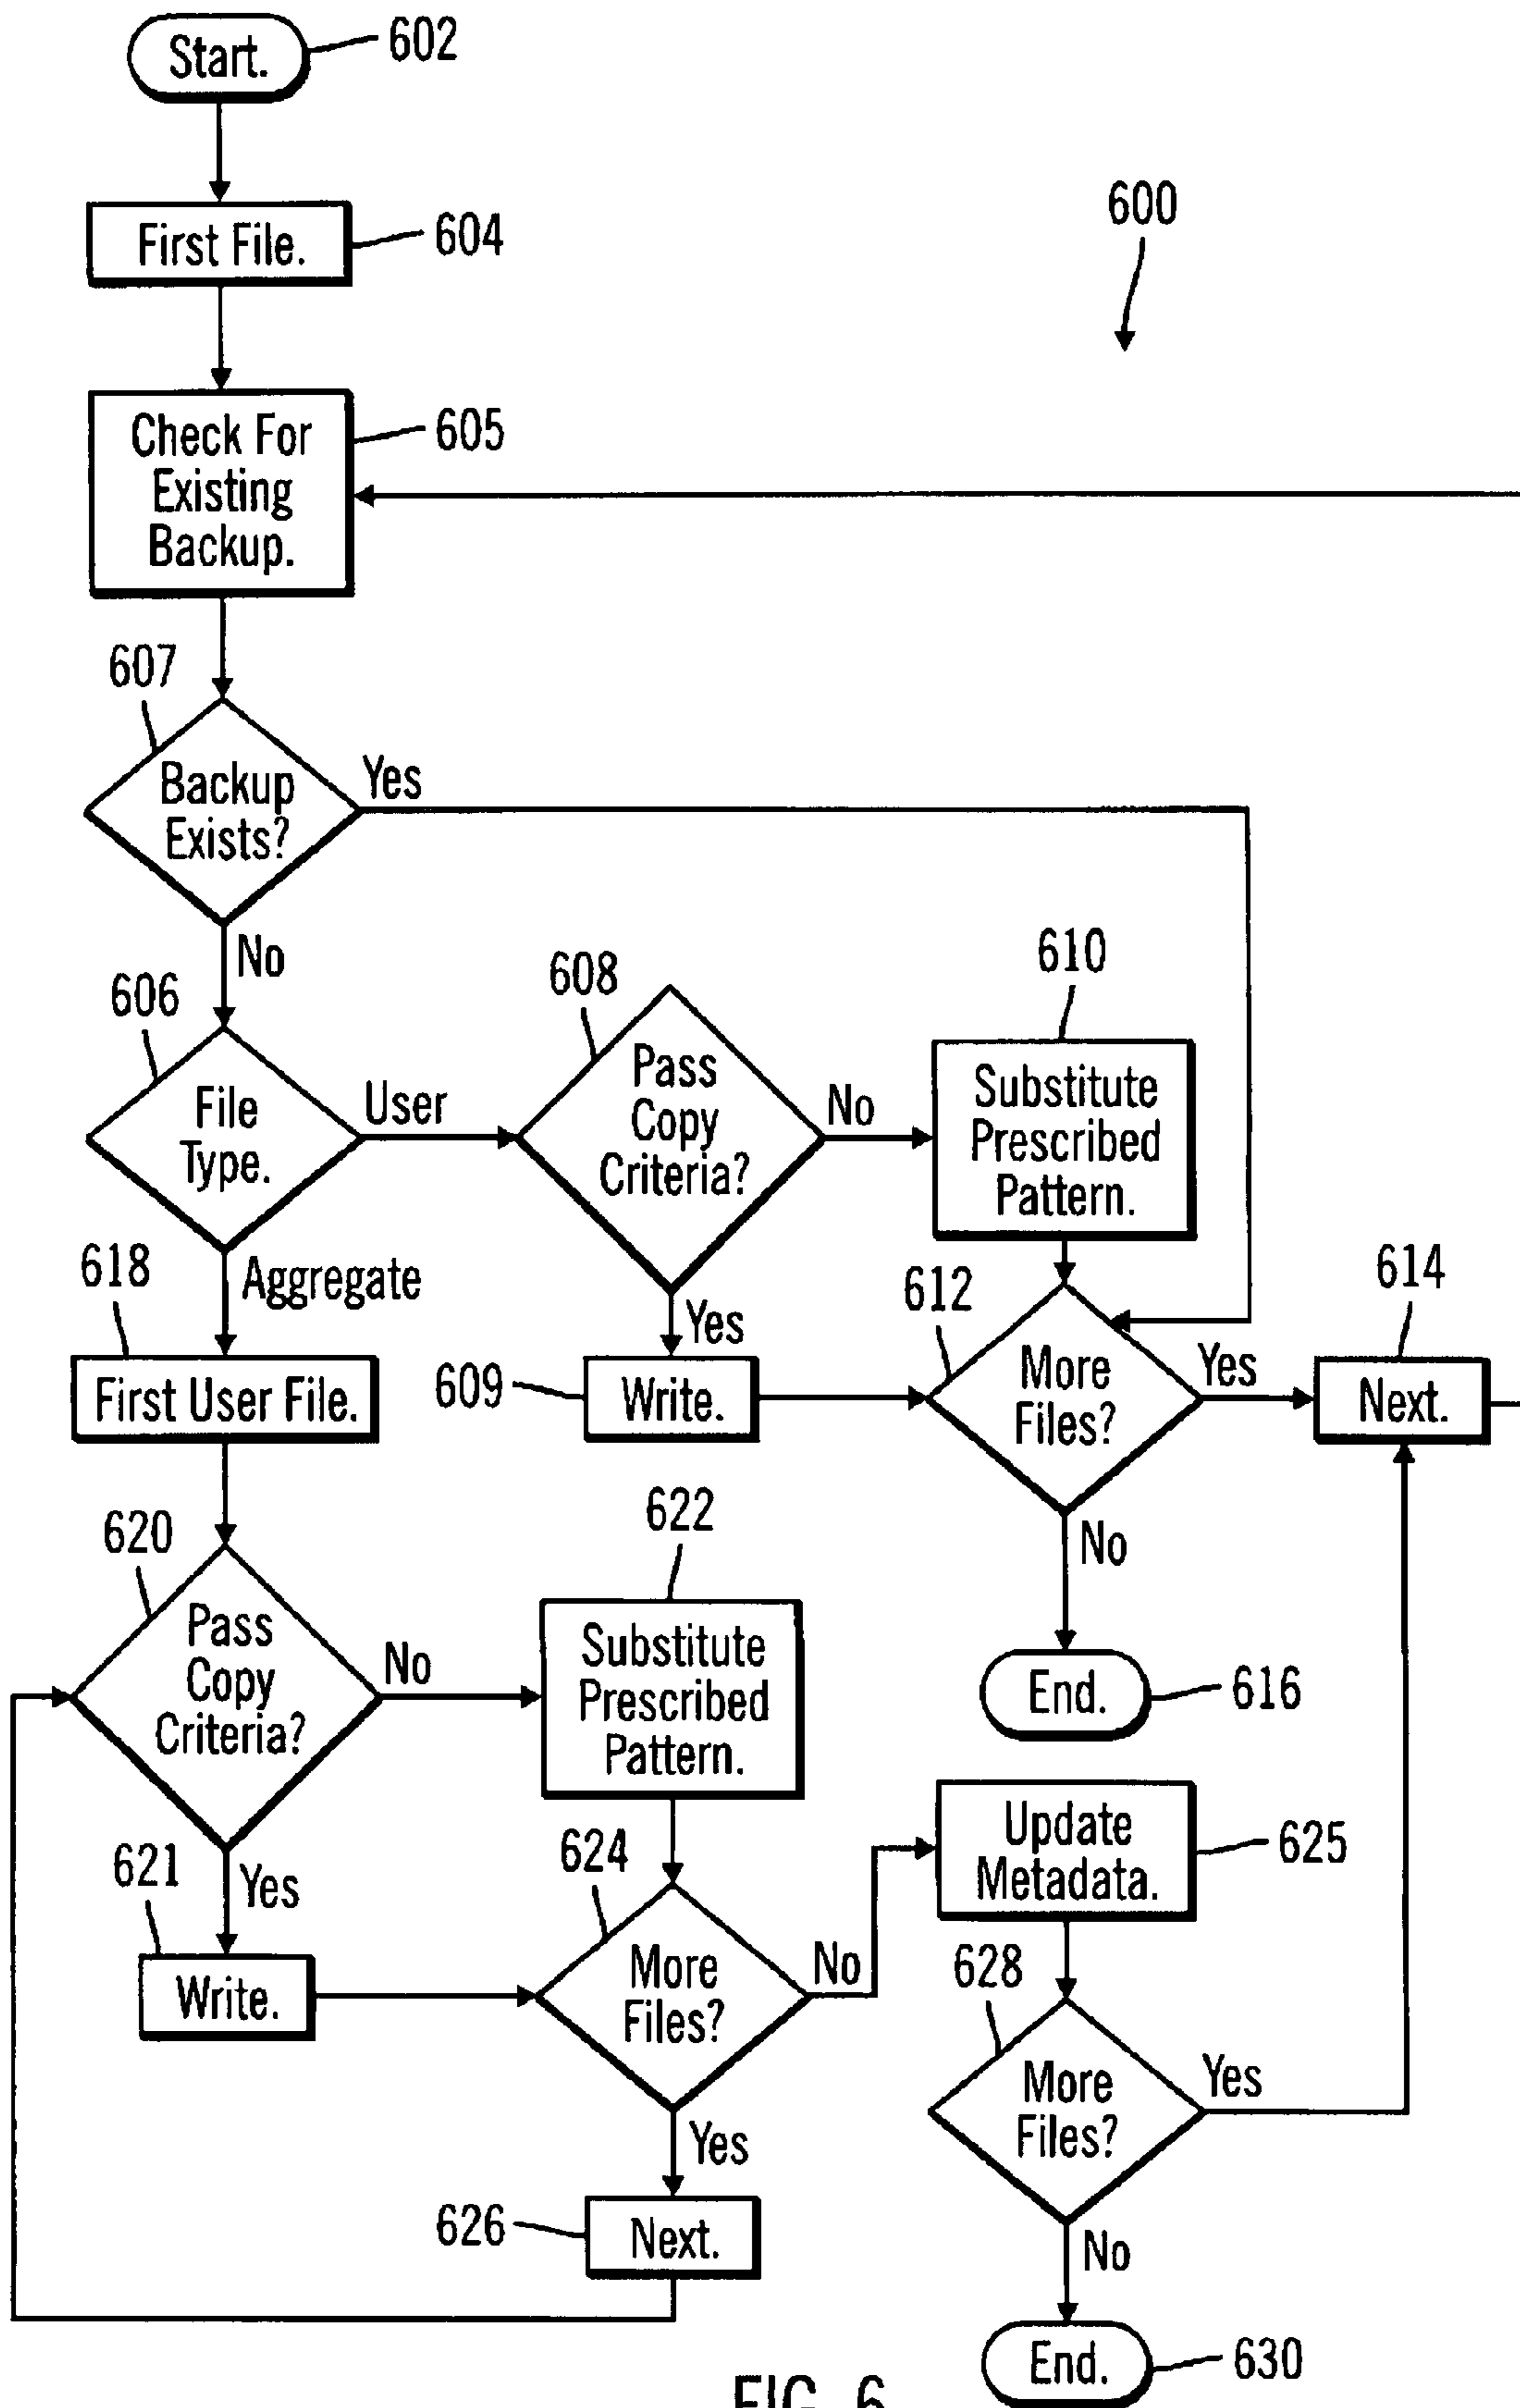 Start.
602
First File.
604
600
Check For
Existing
Backup.
605
607
Backup
Exists?
Yes
No
606
File
Type.
User
608
Pass
Copy
Criteria?
No
610
Substitute
Prescribed
Pattern.
618
Aggregate
Yes
612
614
First User File.
609
Write.
More
Files?
Yes
Next.
No
620
Pass
Copy
Criteria?
No
622
Substitute
Prescribed
Pattern.
End.
616
621
Yes
624
Update
Metadata.
625
Write.
More
Files?
No
628
More
Files?
Yes
Yes
626
Next.
No
End.
630
FIG. 6